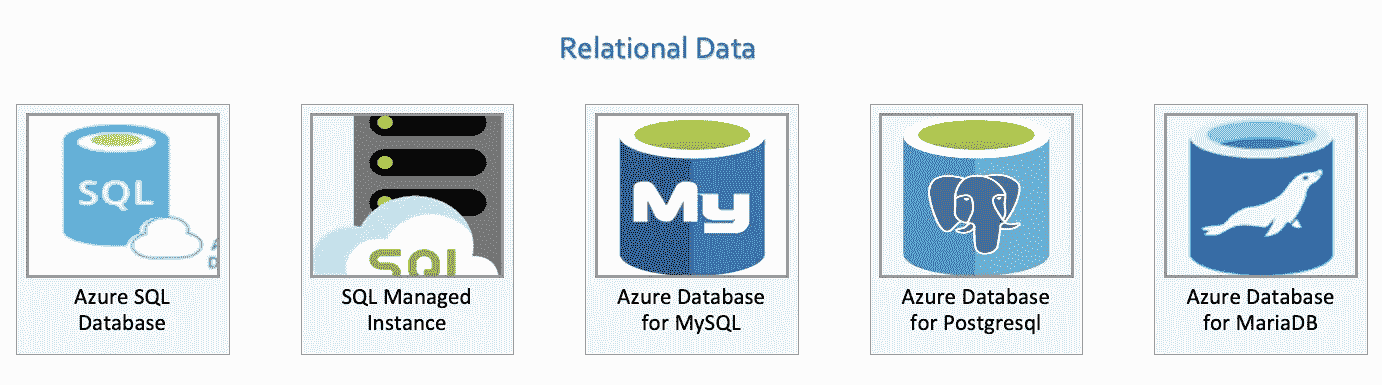 Relational Data
SQL
SQL
My
Azure SQL
Database
SQL Managed
Instance
Azure Database
for MySQL
Azure Database
for Postgresql
Azure Database
for MariaDB